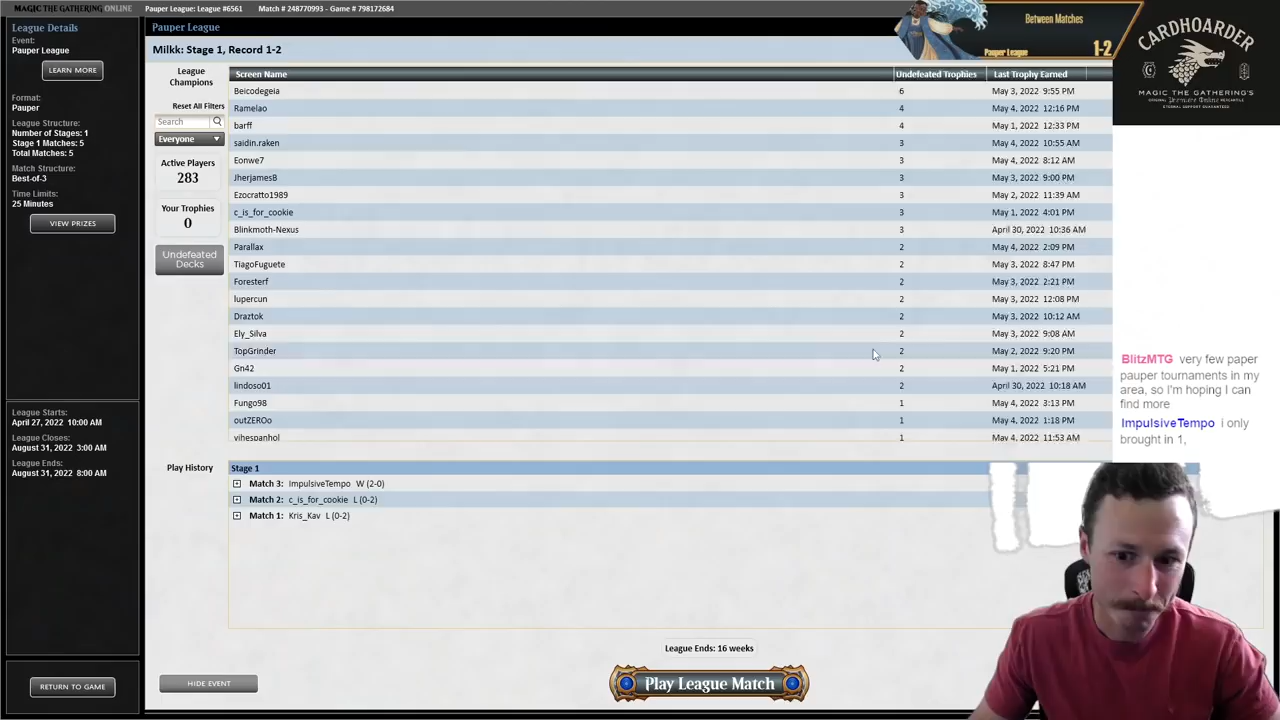 MAGIC THE GATHERING ONLINE
Pauper League: League #6561
Match # 248770993 - Game # 798172684
League Details
Event:
Pauper League
LEARN MORE
Format:
Pauper
League Structure:
Number of Stages: 1
Stage 1 Matches: 5
Total Matches: 5
Match Structure:
Best-of-3
Time Limits:
25 Minutes
VIEW PRIZES
League Starts:
April 27, 2022 10:00 AM
League Closes:
August 31, 2022 3:00 AM
League Ends:
August 31, 2022 8:00 AM
RETURN TO GAME
Pauper League
Milkk: Stage 1, Record 1-2
League
Champions
Reset All Filters
Search
Everyone
Active Players
283
Your Trophies
0
Undefeated
Decks
Screen Name Undefeated Trophies Last Trophy Earned
Beicodegeia 6 May 3, 2022 9:55 PM
Ramelao 4 May 4, 2022 12:16 PM
barff 4 May 1, 2022 12:33 PM
saidin.raken 3 May 4, 2022 10:55 AM
Eonwe7 3 May 4, 2022 8:12 AM
JherjamesB 3 May 3, 2022 9:00 PM
Ezocratto1989 3 May 2, 2022 11:39 AM
c_is_for_cookie 3 May 1, 2022 4:01 PM
Blinkmoth-Nexus 3 April 30, 2022 10:36 AM
Parallax 2 May 4, 2022 2:09 PM
TiagoFuguete 2 May 3, 2022 8:47 PM
Foresterf 2 May 3, 2022 2:21 PM
lupercun 2 May 3, 2022 12:08 PM
Draztok 2 May 3, 2022 10:12 AM
Ely_Silva 2 May 3, 2022 9:08 AM
TopGrinder 2 May 2, 2022 9:20 PM
Gn42 2 May 1, 2022 5:21 PM
lindoso01 2 April 30, 2022 10:18 AM
Fungo98 1 May 4, 2022 3:13 PM
outZEROo 1 May 4, 2022 1:18 PM
vihespanhol 1 May 4, 2022 11:53 AM
Play History
Stage 1
Match 3: ImpulsiveTempo W (2-0)
Match 2: c_is_for_cookie L (0-2)
Match 1: Kris_Kav L (0-2)
League Ends: 16 weeks
HIDE EVENT
Play League Match
Between Matches
Pauper League
1-2
CARDHOARDER
MAGIC THE GATHERING'S
BlitzMTG very few paper
pauper tournaments in my
area, so I'm hoping I can
find more
ImpulsiveTempo i only
brought in 1,